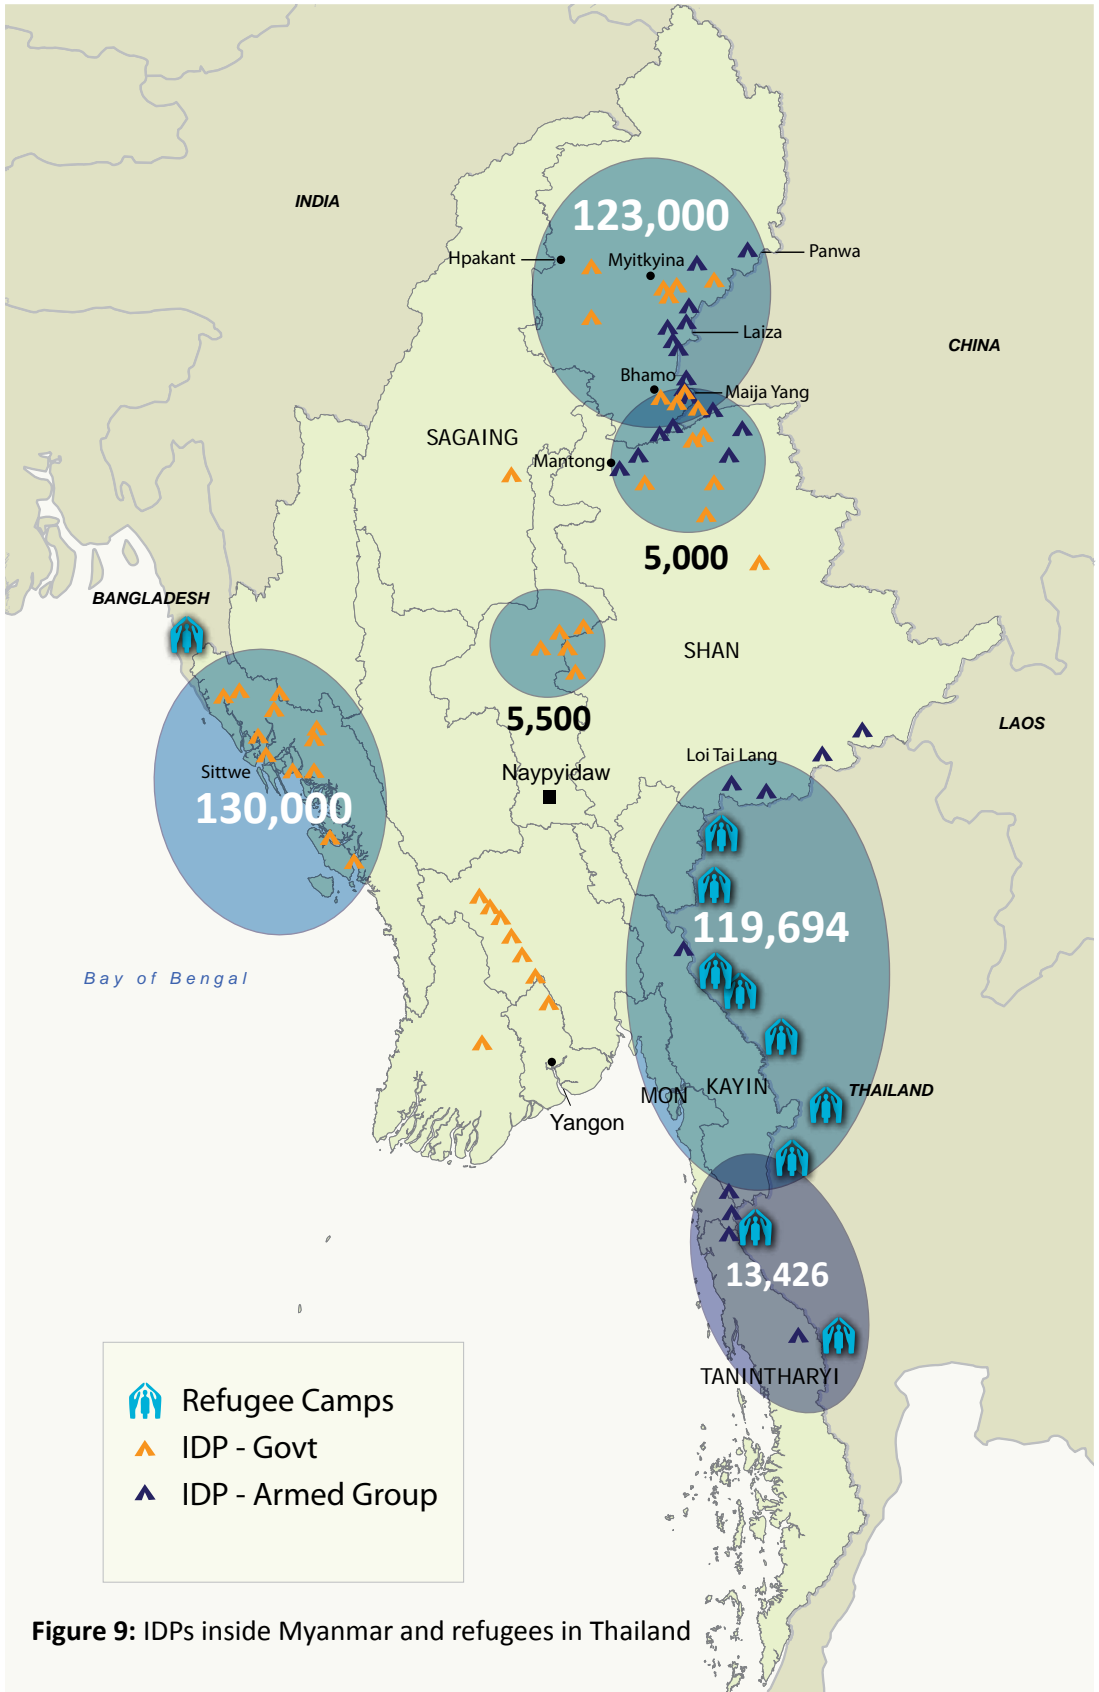 INDIA
123,000
Hpakant
Myitkyina
Panwa
Laiza
CHINA
Bhamo
Maija Yang
SAGAING
Mantong
5,000
BANGLADESH
SHAN
5,500
LAOS
Loi Tai Lang
Sittwe
Naypyidaw
130,000
119,694
Bay of Bengal
MON
KAYIN
THAILAND
Yangon
13,426
TANINTHARYI
Refugee Camps
IDP - Govt
IDP - Armed Group
Figure 9: IDPs inside Myanmar and refugees in Thailand